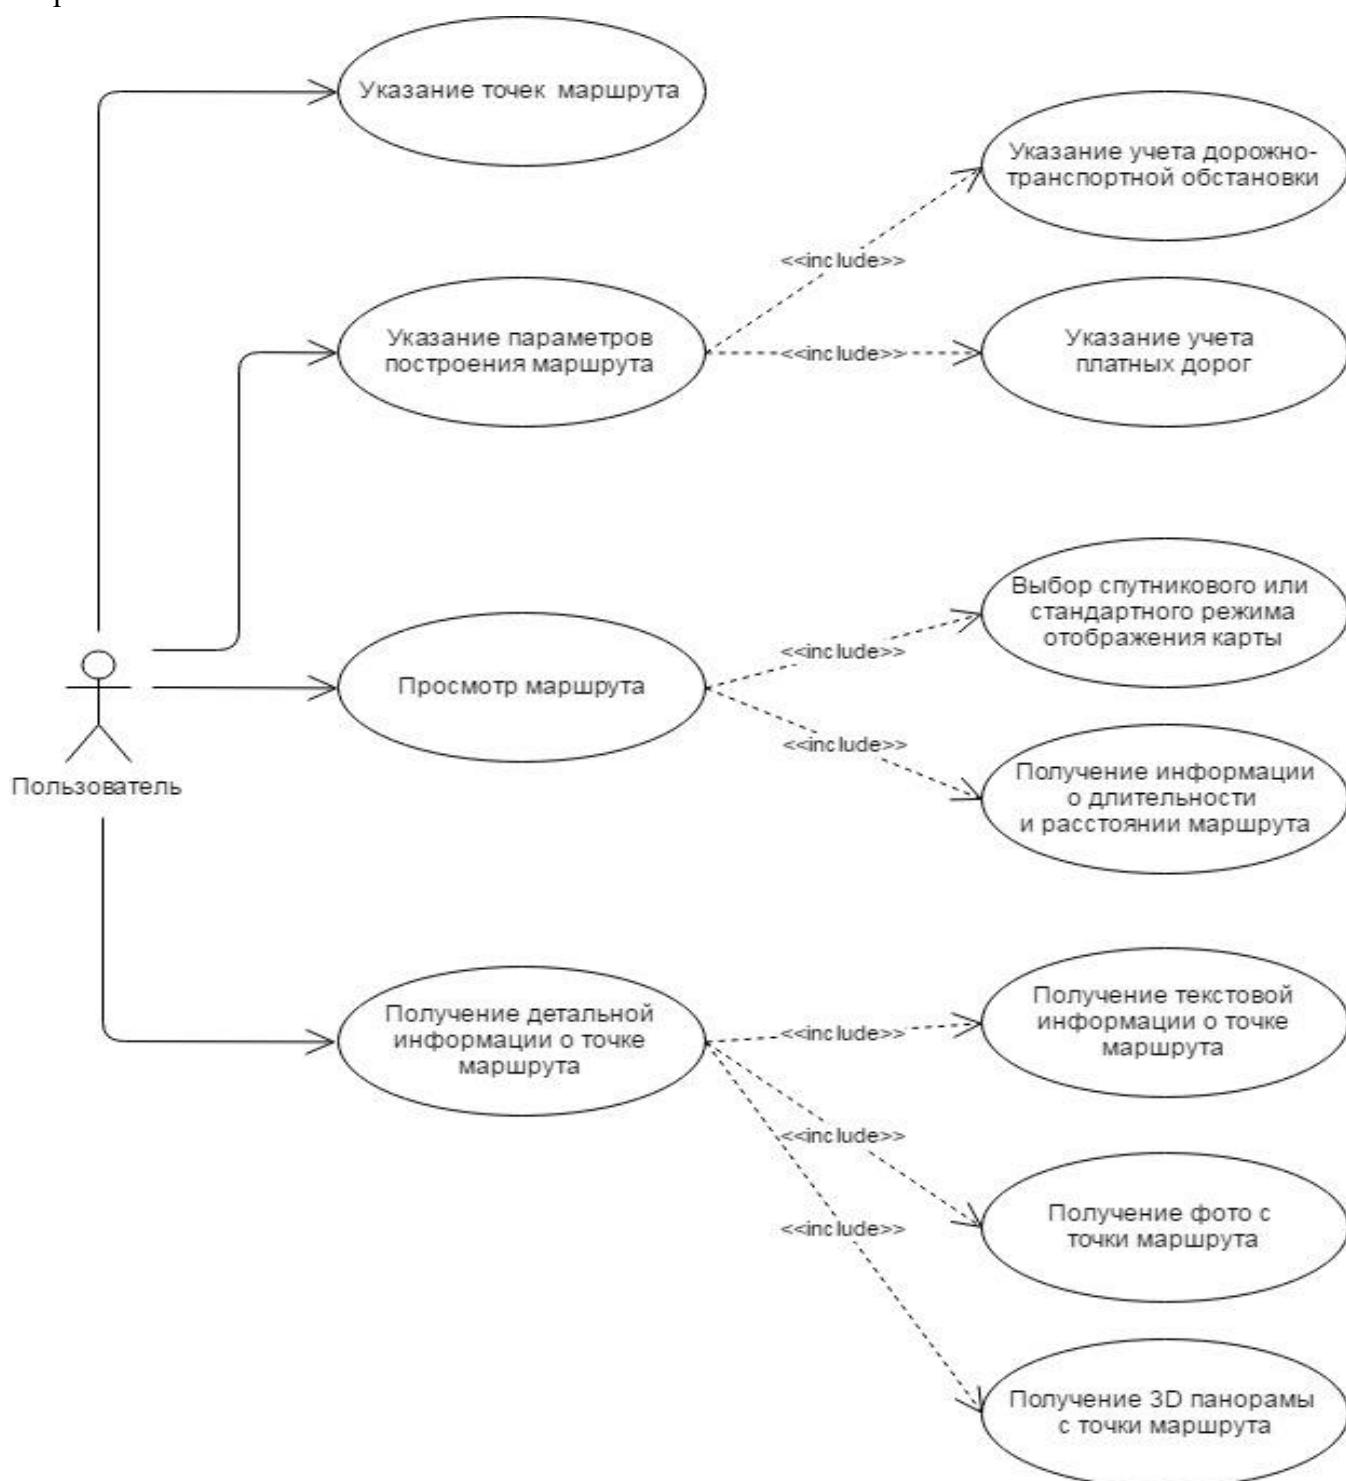 Указание точек маршрута
Указание учета дорожно-
транспортной обстановки
<<include>>
Указание параметров
построения маршрута
<<include>>
Указание учета
платных дорог
Выбор спутникового или
стандартного режима
отображения карты
<<include>>
Просмотр маршрута
<<include>>
Получение информации
о длительности
и расстоянии маршрута
Пользователь
Получение детальной
информации о точке
маршрута
<<include>>
Получение текстовой
информации о точке
маршрута
<<include>>
Получение фото с
точки маршрута
<<include>>
Получение 3D панорамы
с точки маршрута